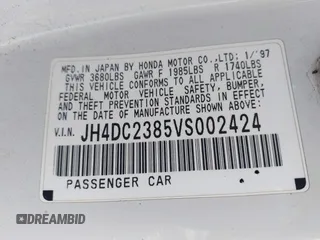 MFD.IN JAPAN BY HONDA MOTOR CO.,LTD: 1/'97
GVWR 3680LBS GAWR F 1985LBS R 1740LBS
THIS VEHICLE CONFORMS TO ALL APPLICABLE
FEDERAL MOTOR VEHICLE SAFETY, BUMPER,
AND THEFT PREVENTION STANDARDS IN
EFFECT ON THE DATE OF MANUFACTURE
SHOWN ABOVE.
V.I.N. JH4DC2385VS002424
PASSENGER CAR
DREAMBID